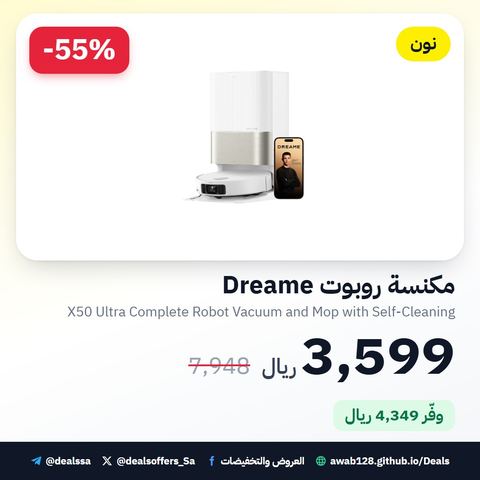 -55%
نون
DREAME
مكنسة روبوت Dreame
X50 Ultra Complete Robot Vacuum and Mop with Self-Cleaning
3,599 ريال 7,948
وفّر 4,349 ريال
@dealssa @dealsoffers_Sa العروض والتخفيضات awab128.github.io/Deals